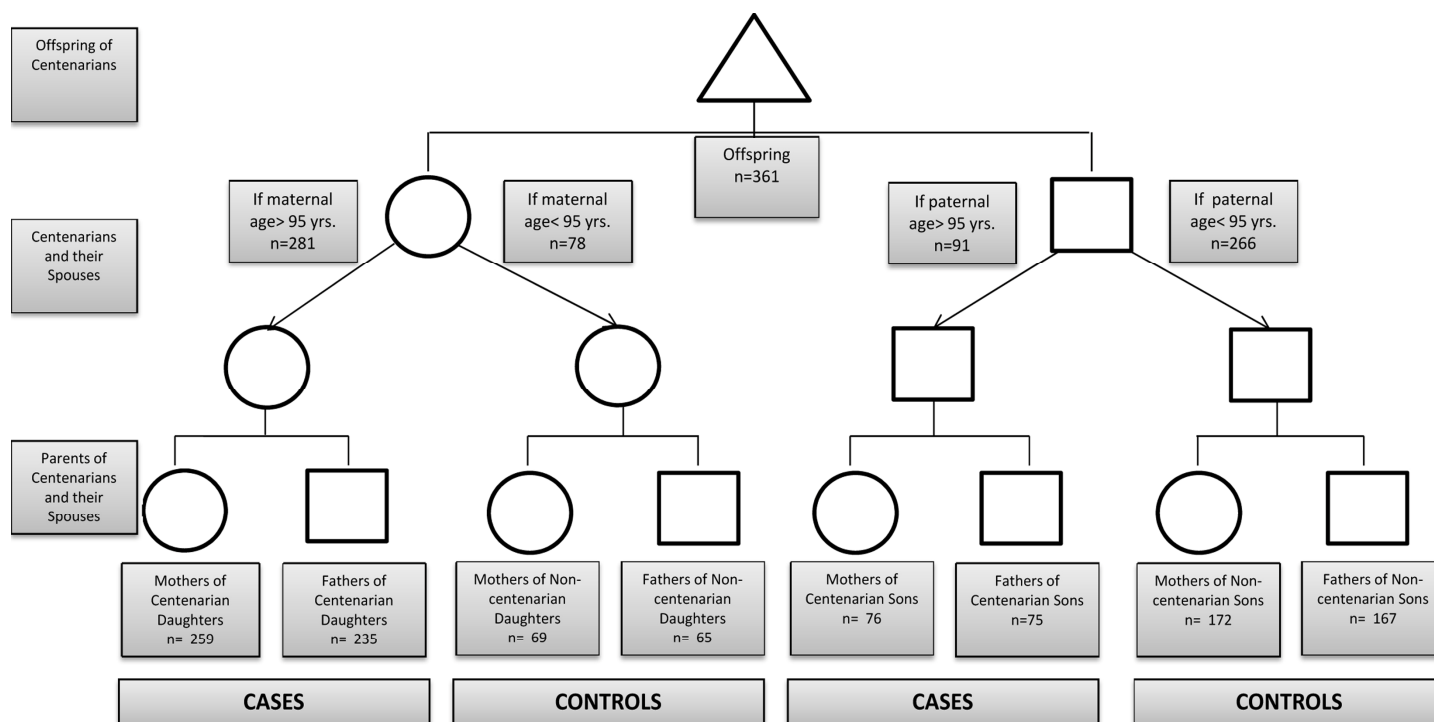 Offspring of
Centenarians
Offspring
n=361
If maternal
age> 95 yrs.
n=281
If maternal
age< 95 yrs.
n=78
If paternal
age> 95 yrs.
n=91
If  paternal
age< 95 yrs.
n=266
Centenarians
and their
Spouses
Parents of
Centenarians
and their
Spouses
Mothers of
Centenarian
Daughters
n=  259
Fathers of
Centenarian
Daughters
n=  235
Mothers of Non-
centenarian
Daughters
n=  69
Fathers of Non-
centenarian
Daughters
n=  65
Mothers of
Centenarian Sons
n=  76
Fathers of
Centenarian Sons
n=75
Mothers of Non-
centenarian Sons
n=  172
Fathers of Non-
centenarian Sons
n=  167
CASES
CONTROLS
CASES
CONTROLS